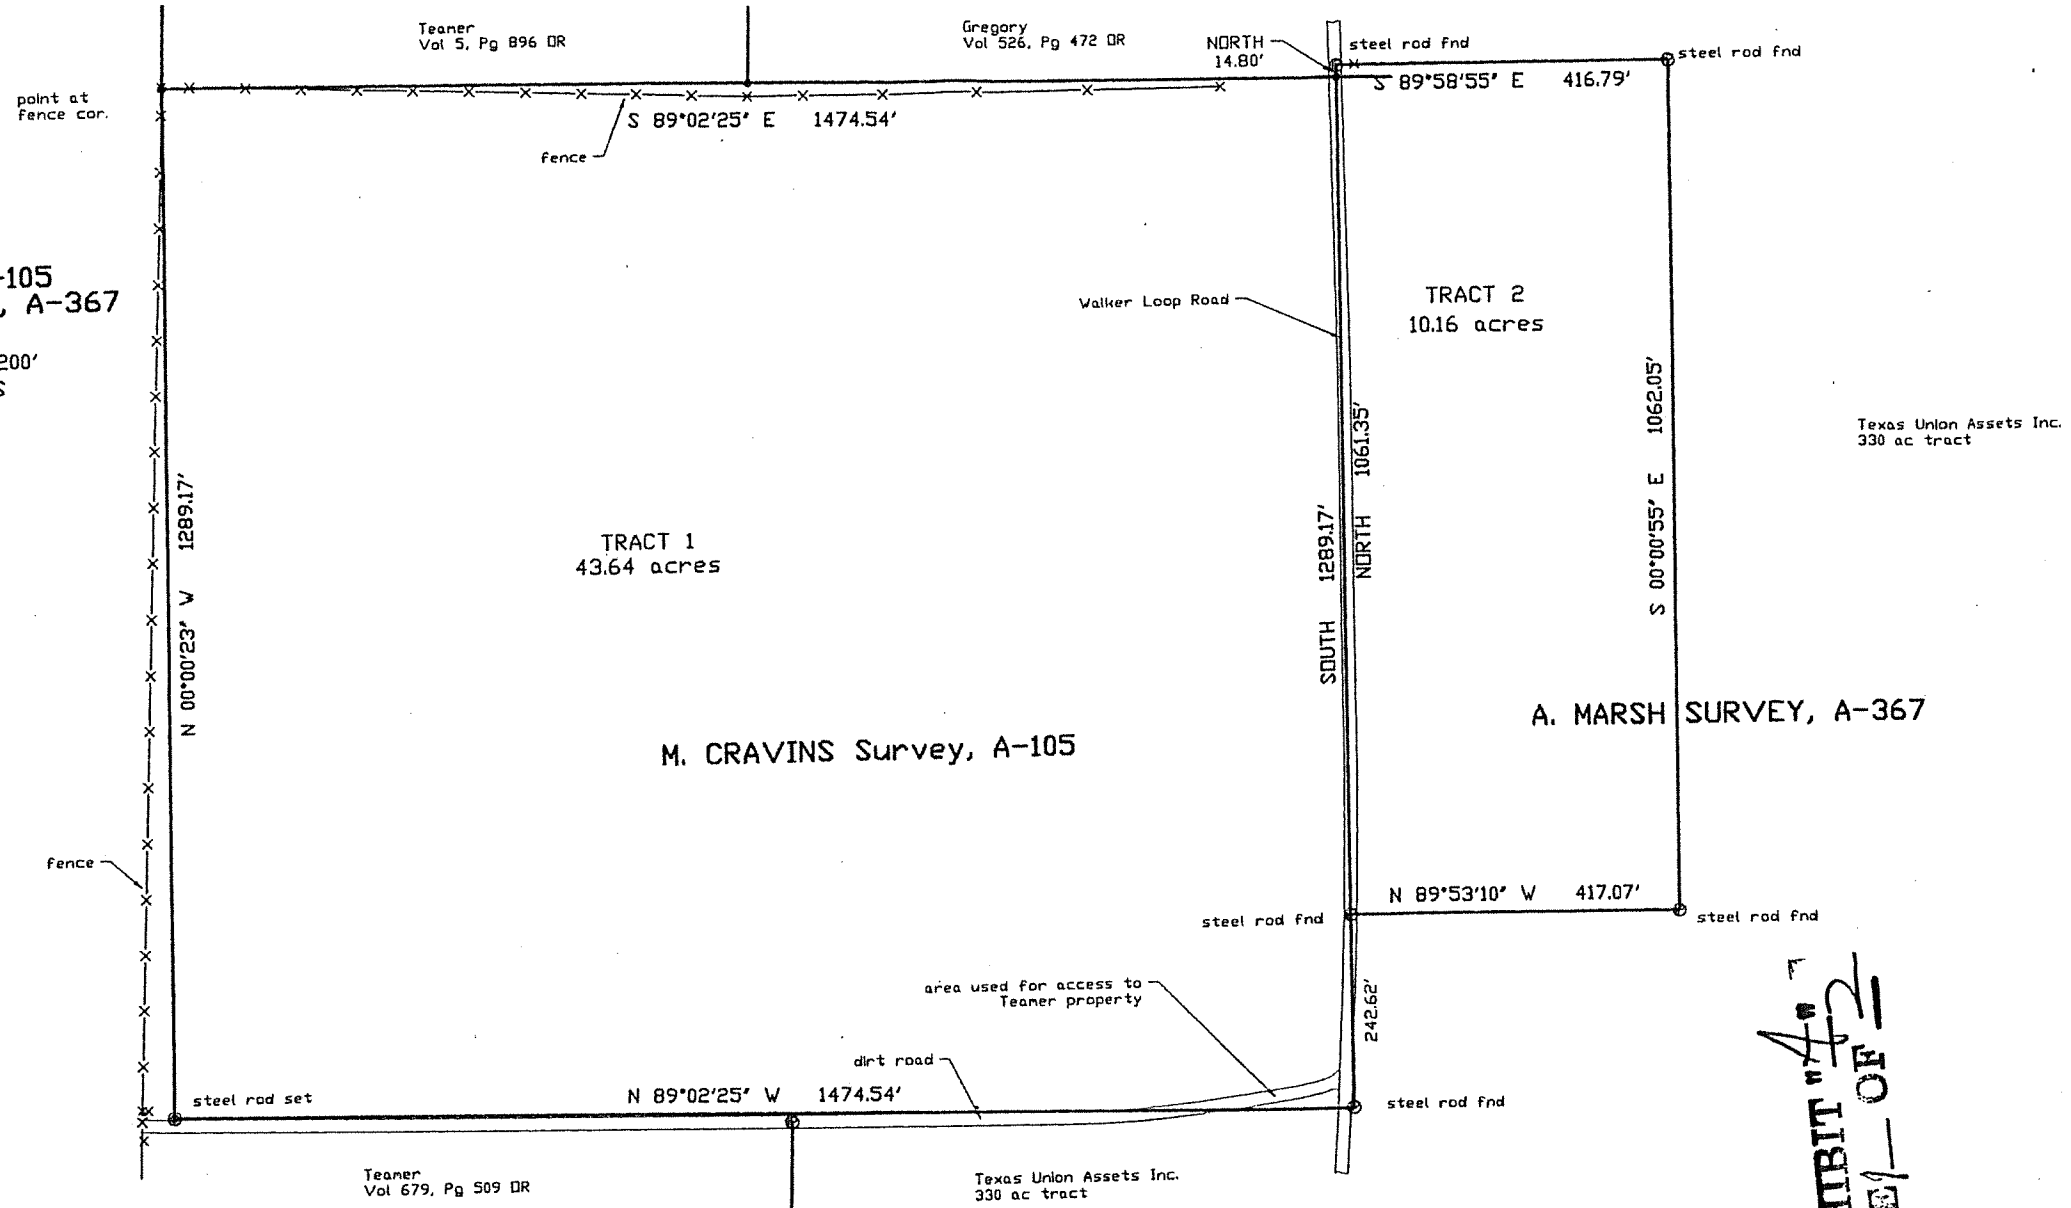 Teamer
Vol 5, Pg 896 DR
Gregory
Vol 526, Pg 472 DR
NORTH
14.80'
steel rod fnd
steel rod fnd
S 89°58'55" E 416.79'
point at
fence cor.
S 89°02'25" E 1474.54'
fence
-105
, A-367
200'
S
Walker Loop Road
TRACT 2
10.16 acres
N 00°00'23" W 1289.17'
SOUTH 1289.17'
NORTH 1061.35'
S 00°00'55" E 1062.05'
Texas Union Assets Inc.
330 ac tract
TRACT 1
43.64 acres
M. CRAVINS Survey, A-105
A. MARSH SURVEY, A-367
fence
N 89°53'10" W 417.07'
steel rod fnd
steel rod fnd
area used for access to
Teamer property
242.62'
dirt road
steel rod set
N 89°02'25" W 1474.54'
steel rod fnd
Teamer
Vol 679, Pg 509 DR
Texas Union Assets Inc.
330 ac tract
HIBIT "A"
OF 2